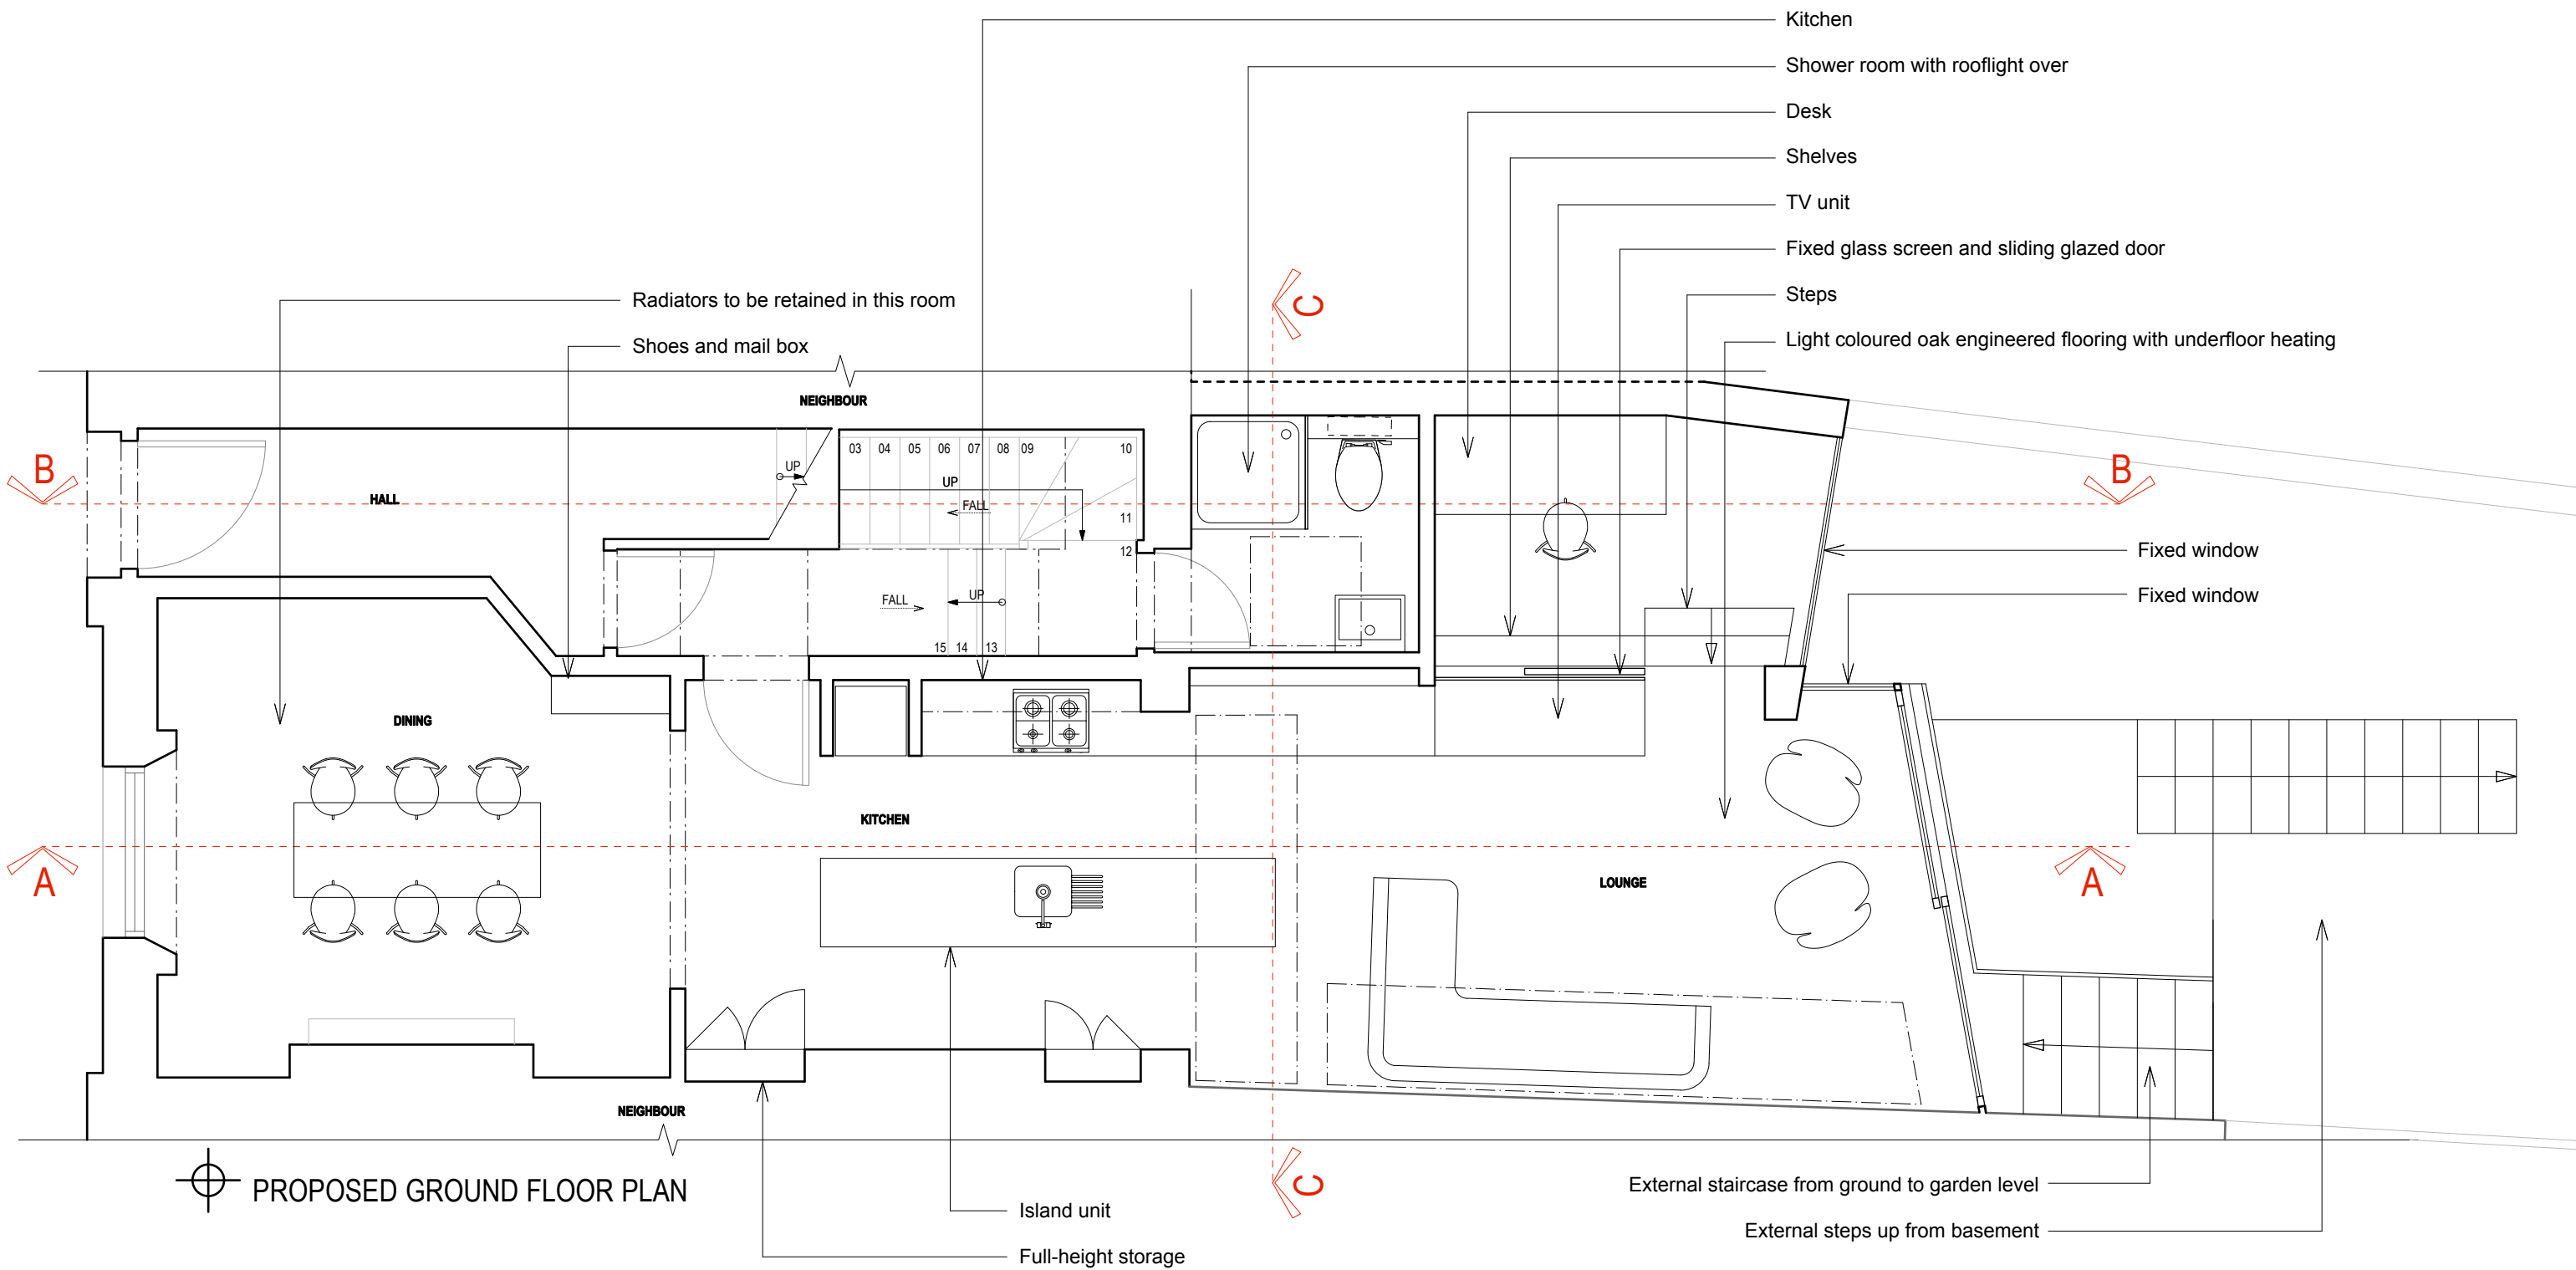 Kitchen
Shower room with rooflight over
Desk
Shelves
TV unit
Fixed glass screen and sliding glazed door
Steps
Light coloured oak engineered flooring with underfloor heating
Radiators to be retained in this room
Shoes and mail box
C
NEIGHBOUR
B
HALL
UP
03 04 05 06 07 08 09 10
UP
FALL
11
12
B
Fixed window
Fixed window
FALL
UP
15 14 13
DINING
KITCHEN
A
LOUNGE
A
NEIGHBOUR
C
PROPOSED GROUND FLOOR PLAN
Island unit
Full-height storage
External staircase from ground to garden level
External steps up from basement